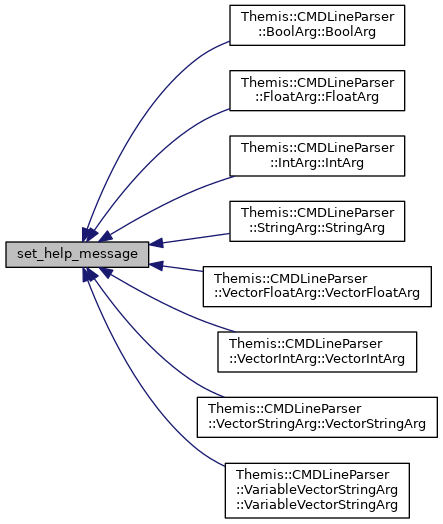 Themis::CMDLineParser
::BoolArg::BoolArg
Themis::CMDLineParser
::FloatArg::FloatArg
Themis::CMDLineParser
::IntArg::IntArg
Themis::CMDLineParser
::StringArg::StringArg
set_help_message
Themis::CMDLineParser
::VectorFloatArg::VectorFloatArg
Themis::CMDLineParser
::VectorIntArg::VectorIntArg
Themis::CMDLineParser
::VectorStringArg::VectorStringArg
Themis::CMDLineParser
::VariableVectorStringArg
::VariableVectorStringArg